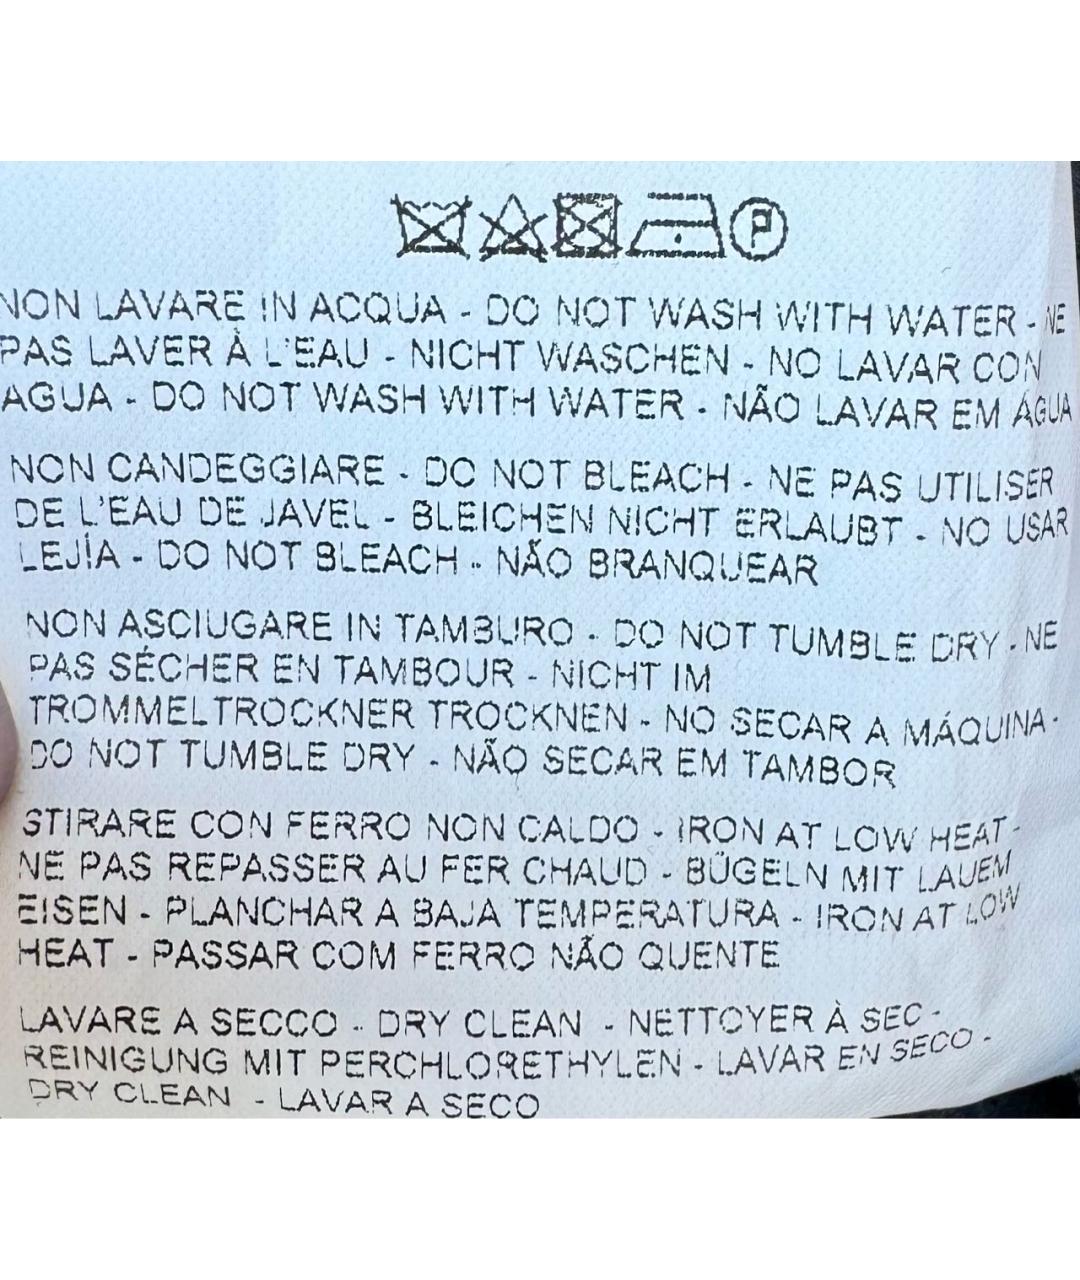 NON LAVARE IN ACQUA - DO NOT WASH WITH WATER - NE
PAS LAVER À L'EAU - NICHT WASCHEN - NO LAVAR CON
AGUA - DO NOT WASH WITH WATER - NÃO LAVAR EM ÁGUA
NON CANDEGGIARE - DO NOT BLEACH - NE PAS UTILISER
DE L'EAU DE JAVEL - BLEICHEN NICHT ERLAUBT - NO USAR
LEJÍA - DO NOT BLEACH - NÃO BRANQUEAR
NON ASCIUGARE IN TAMBURO - DO NOT TUMBLE DRY - NE
PAS SÉCHER EN TAMBOUR - NICHT IM
TROMMELTROCKNER TROCKNEN - NO SECAR A MÁQUINA -
DO NOT TUMBLE DRY - NÃO SECAR EM TAMBOR
STIRARE CON FERRO NON CALDO - IRON AT LOW HEAT -
NE PAS REPASSER AU FER CHAUD - BÜGELN MIT LAUEM
EISEN - PLANCHAR A BAJA TEMPERATURA - IRON AT LOW
HEAT - PASSAR COM FERRO NÃO QUENTE
LAVARE A SECCO - DRY CLEAN - NETTOYER À SEC -
REINIGUNG MIT PERCHLORETHYLEN - LAVAR EN SECO -
DRY CLEAN - LAVAR A SECO